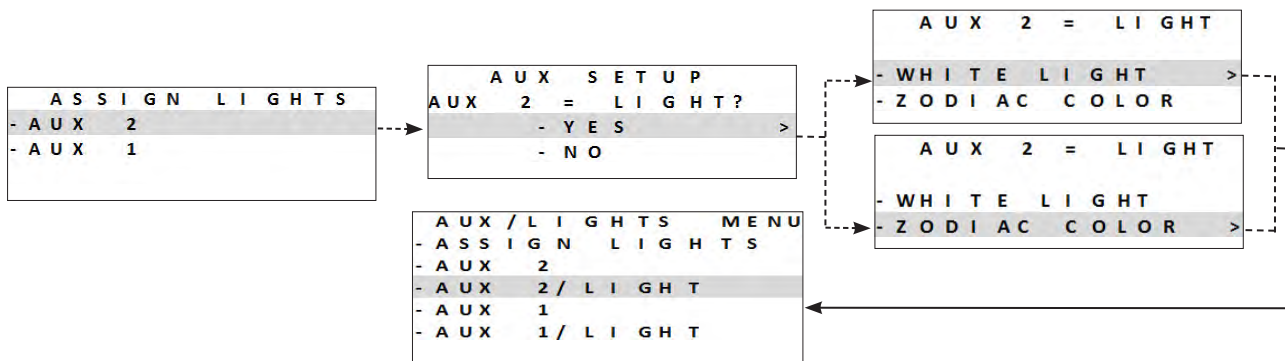 ASSIGN LIGHTS
- AUX 2
- AUX 1
AUX SETUP
AUX 2 = LIGHT?
- YES >
- NO
AUX 2 = LIGHT
- WHITE LIGHT >
- ZODIAC COLOR
AUX 2 = LIGHT
- WHITE LIGHT
- ZODIAC COLOR >
AUX/LIGHTS MENU
- ASSIGN LIGHTS
- AUX 2
- AUX 2/LIGHT
- AUX 1
- AUX 1/LIGHT